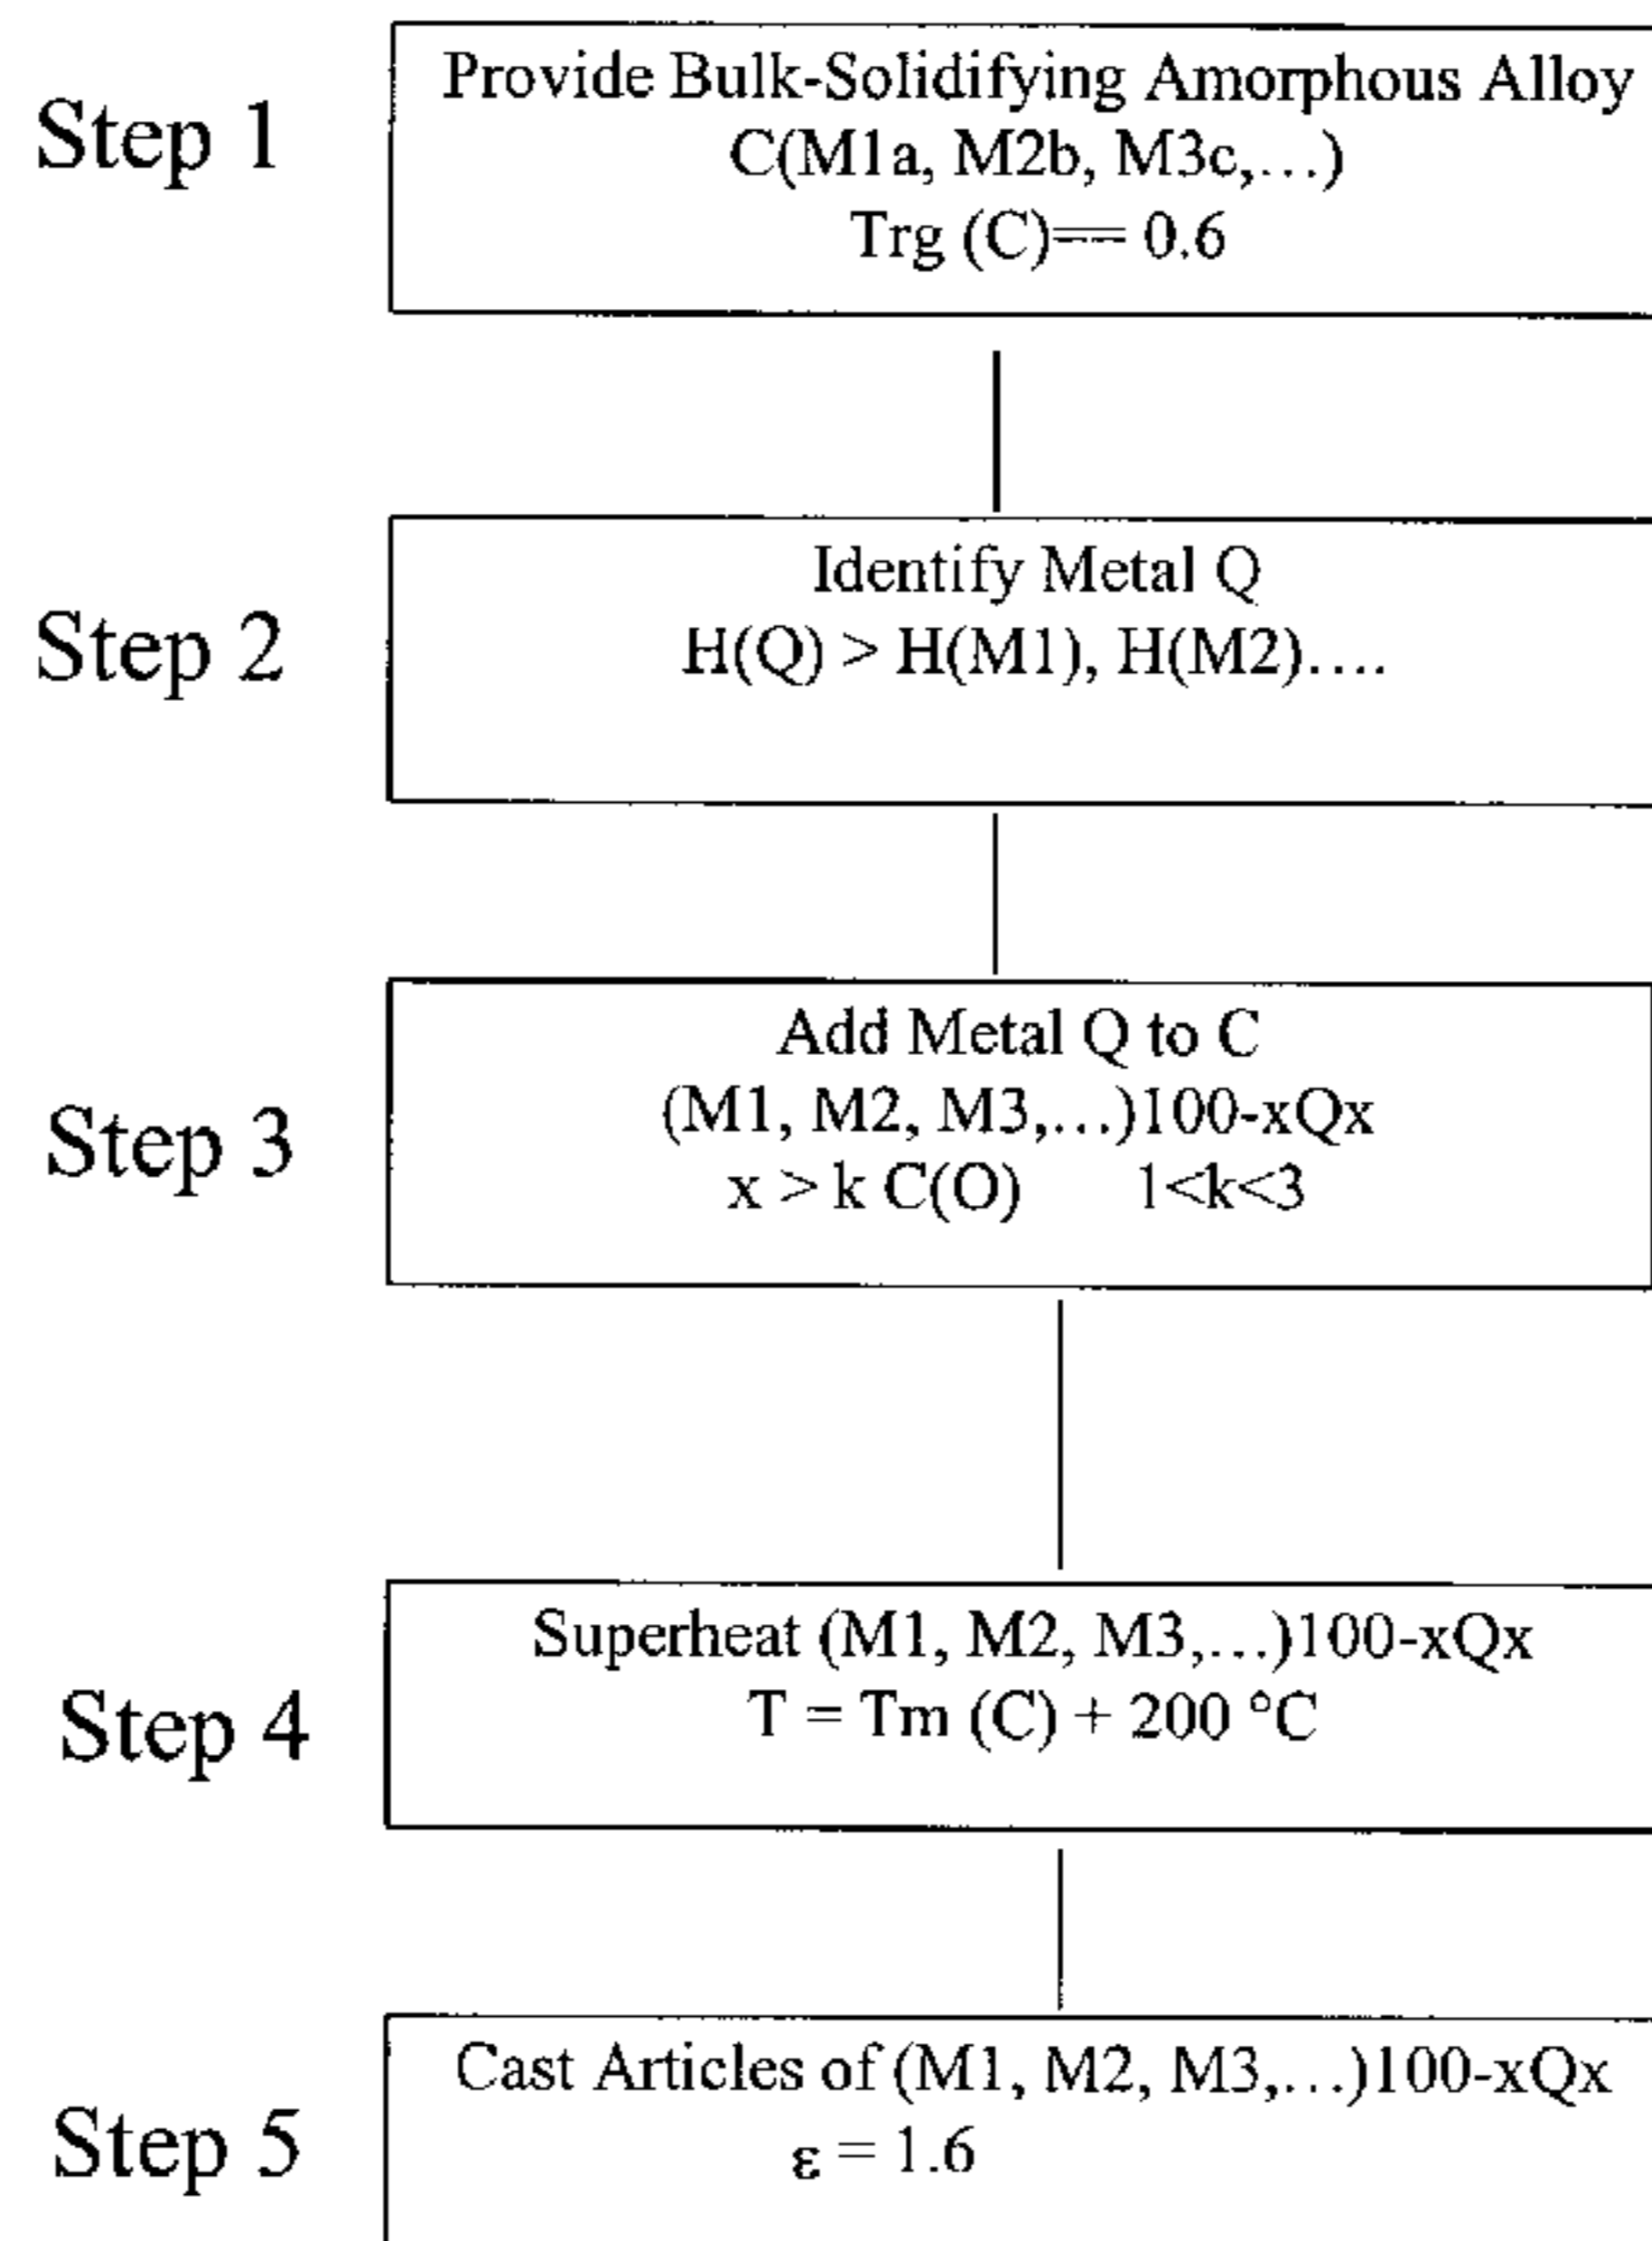 Step 1
Provide Bulk-Solidifying Amorphous Alloy
C(M1a, M2b, M3c,...)
Trg (C)== 0.6
Step 2
Identify Metal Q
H(Q) > H(M1), H(M2)....
Step 3
Add Metal Q to C
(M1, M2, M3,...)100-xQx
x > k C(O) 1<k<3
Step 4
Superheat (M1, M2, M3,...)100-xQx
T = Tm (C) + 200 °C
Step 5
Cast Articles of (M1, M2, M3,...)100-xQx
ε = 1.6